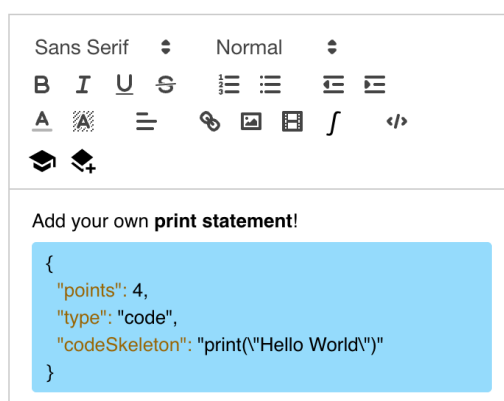 Sans Serif Normal
B I U S
A A ∫ </>
Add your own print statement!
{
"points": 4,
"type": "code",
"codeSkeleton": "print(\"Hello World\")"
}